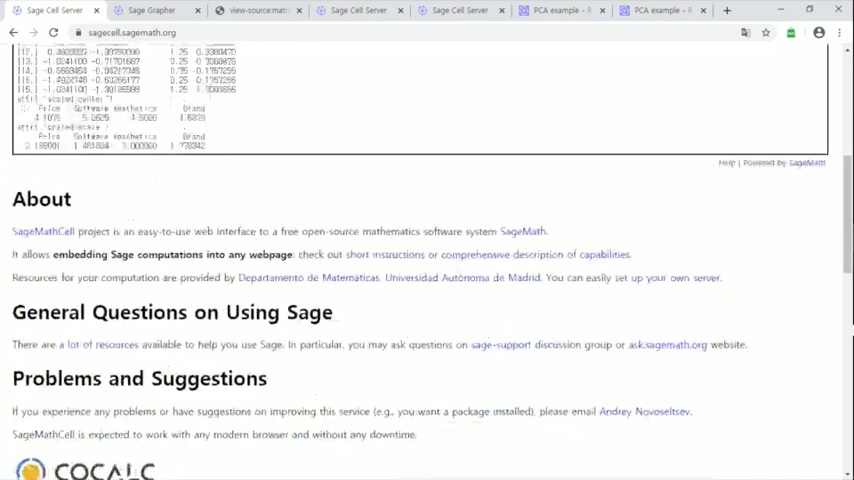 Sage Cell Server
Sage Grapher
view-source:mat
Sage Cell Server
Sage Cell Server
PCA example - R
PCA example - R
sagecell.sagemath.org
Price Software Aesthetics Brand
Price Software Aesthetics Brand
Help | Powered by SageMath
About
SageMathCell project is an easy-to-use web interface to a free open-source mathematics software system SageMath.
It allows embedding Sage computations into any webpage: check out short instructions or comprehensive description of capabilities.
Resources for your computation are provided by Departamento de Matemáticas, Universidad Autónoma de Madrid. You can easily set up your own server.
General Questions on Using Sage
There are a lot of resources available to help you use Sage. In particular, you may ask questions on sage-support discussion group or ask.sagemath.org website.
Problems and Suggestions
If you experience any problems or have suggestions on improving this service (e.g., you want a package installed), please email Andrey Novoseltsev.
SageMathCell is expected to work with any modern browser and without any downtime.
COCALC